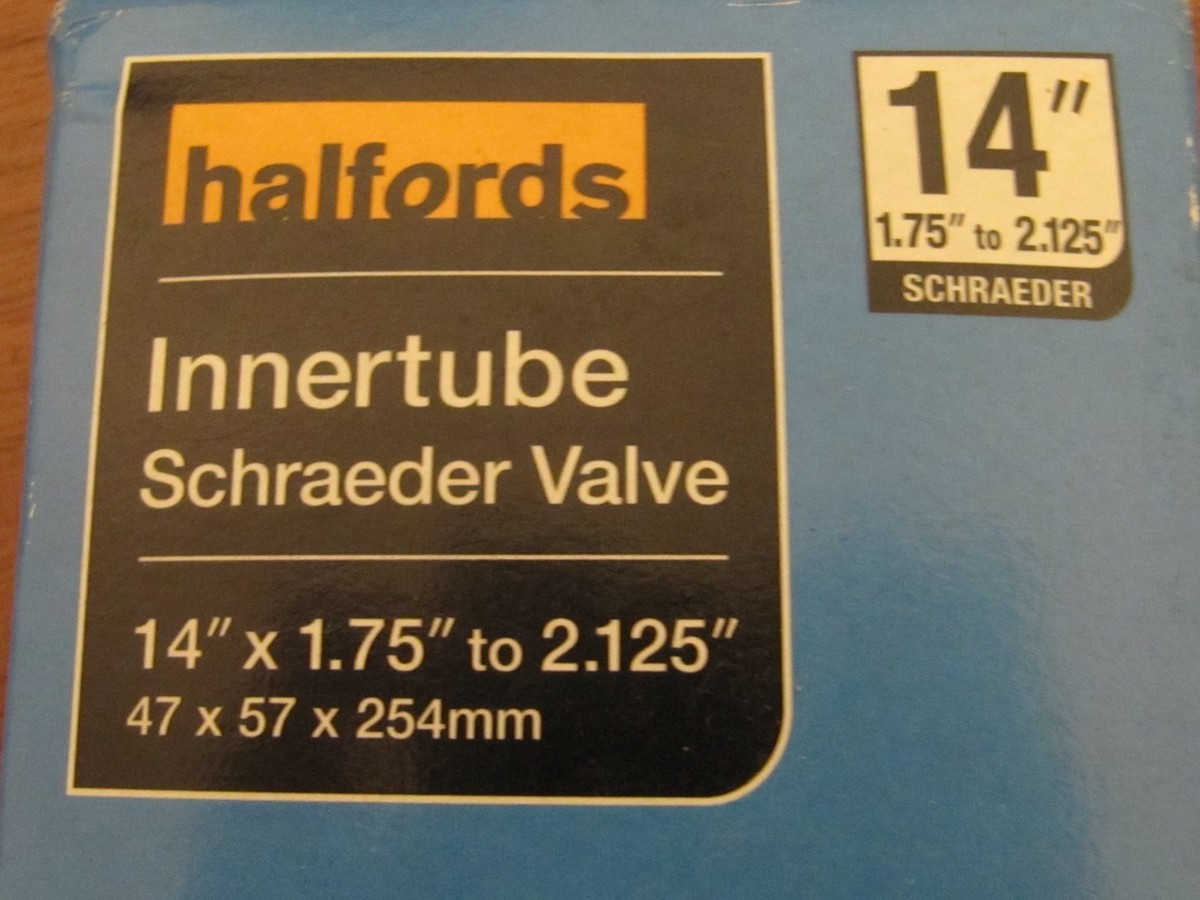 halfords
Innertube
Schraeder Valve
14" x 1.75" to 2.125"
47 x 57 x 254mm
14"
1.75" to 2.125"
SCHRAEDER